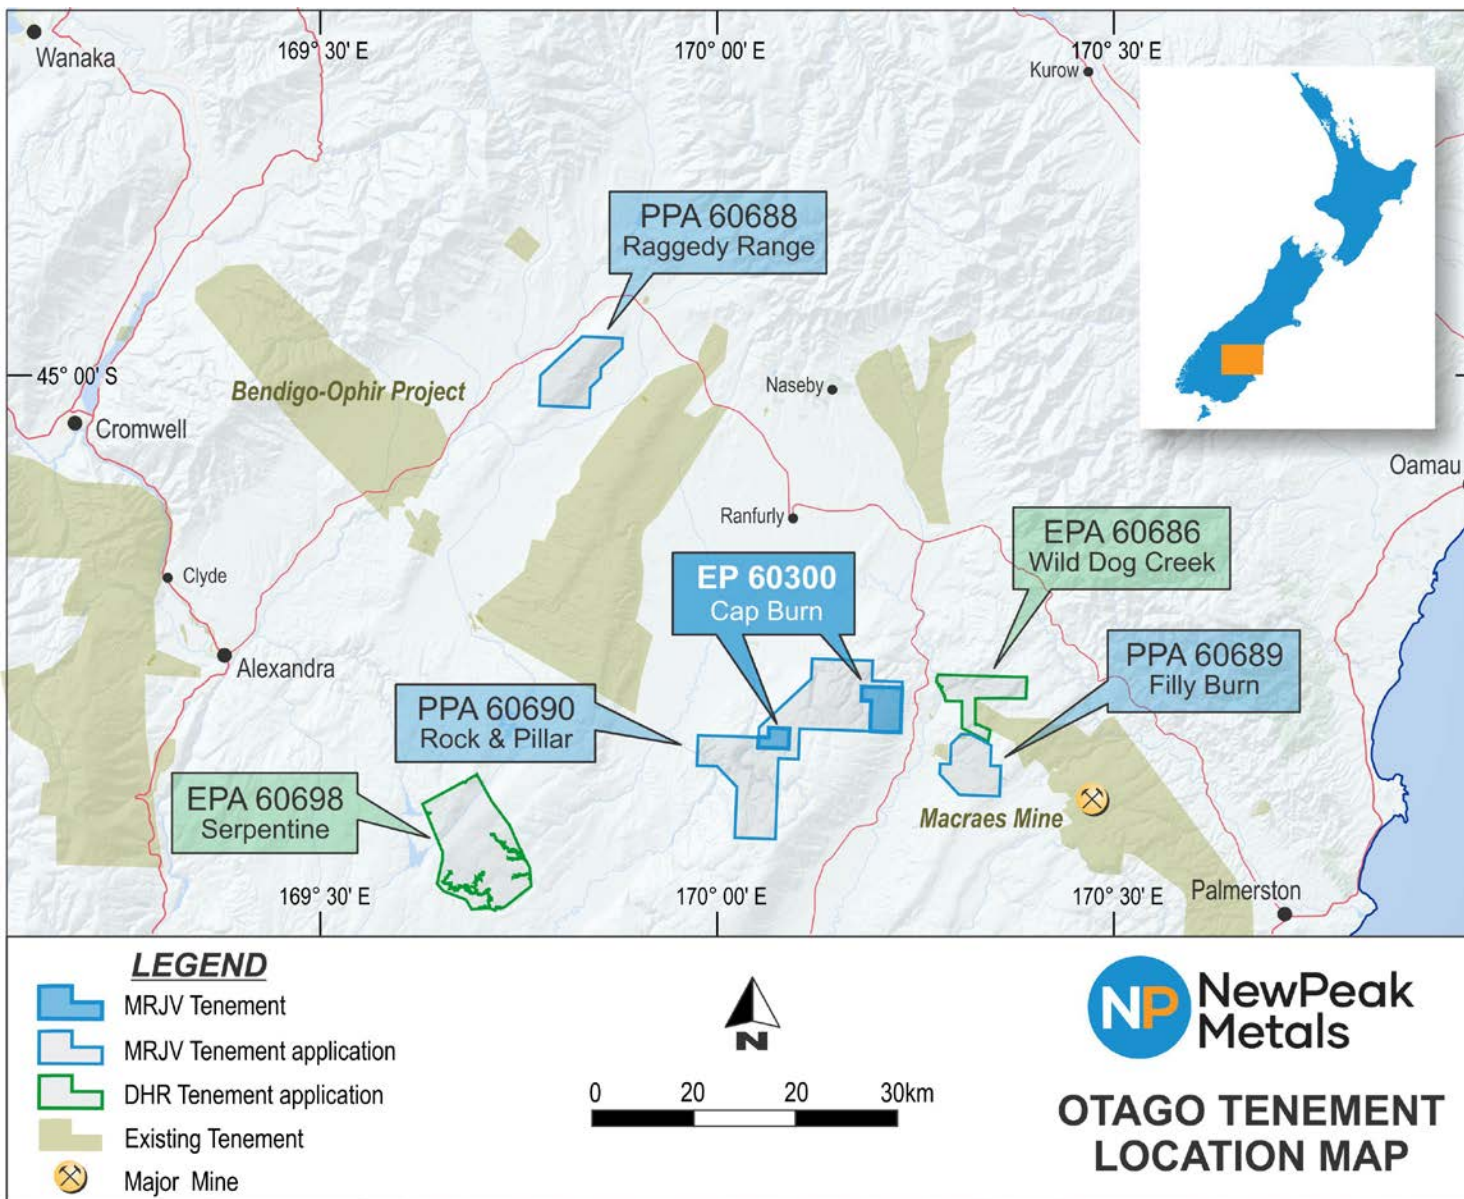 Wanaka
169° 30' E
170° 00' E
170° 30' E
Kurow
PPA 60688
Raggedy Range
45° 00' S
Bendigo-Ophir Project
Naseby
Cromwell
Oamau
Ranfurly
EPA 60686
Wild Dog Creek
EP 60300
Cap Burn
Clyde
Alexandra
PPA 60689
Filly Burn
PPA 60690
Rock & Pillar
EPA 60698
Serpentine
Macraes Mine
169° 30' E
170° 00' E
170° 30' E
Palmerston
LEGEND
MRJV Tenement
MRJV Tenement application
DHR Tenement application
Existing Tenement
Major Mine
N
0 20 20 30km
NP NewPeak
Metals
OTAGO TENEMENT
LOCATION MAP